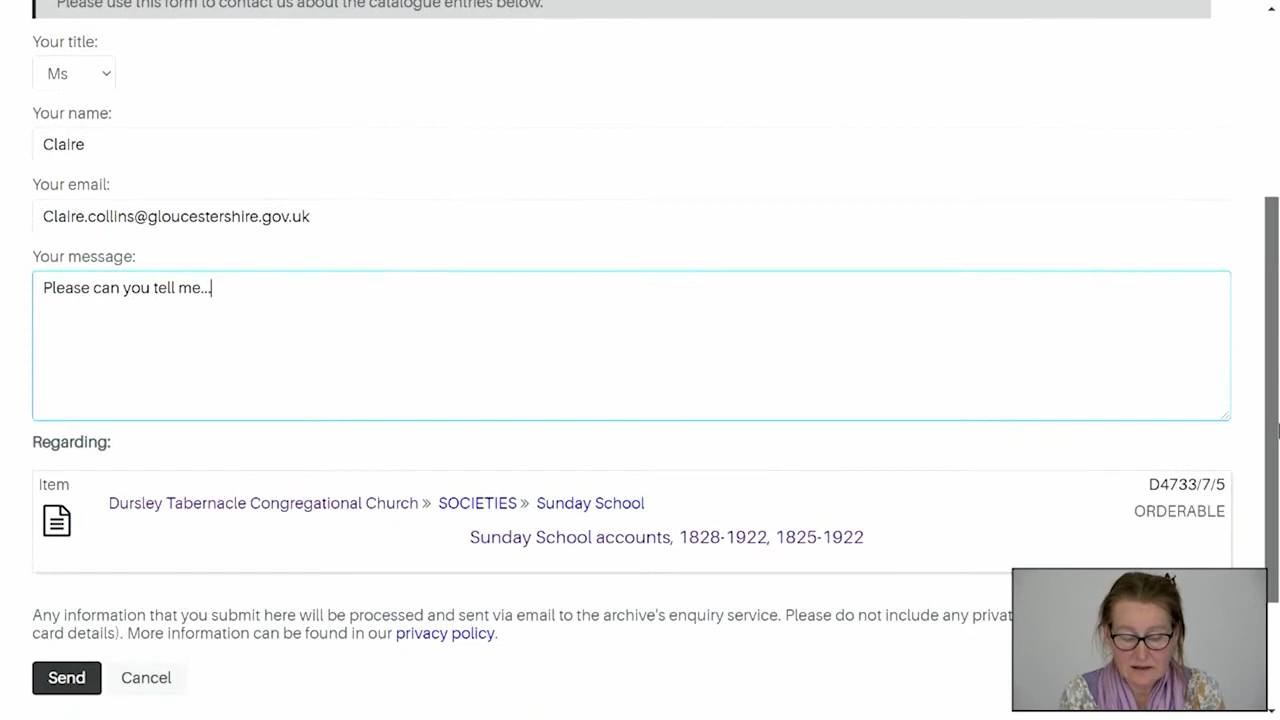 Please use this form to contact us about the catalogue entries below.
Your title:
Ms
Your name:
Claire
Your email:
Claire.collins@gloucestershire.gov.uk
Your message:
Please can you tell me...
Regarding:
Item
D4733/7/5
Dursley Tabernacle Congregational Church » SOCIETIES » Sunday School
ORDERABLE
Sunday School accounts, 1828-1922, 1825-1922
Any information that you submit here will be processed and sent via email to the archive's enquiry service. Please do not include any
card details). More information can be found in our privacy policy.
Send
Cancel